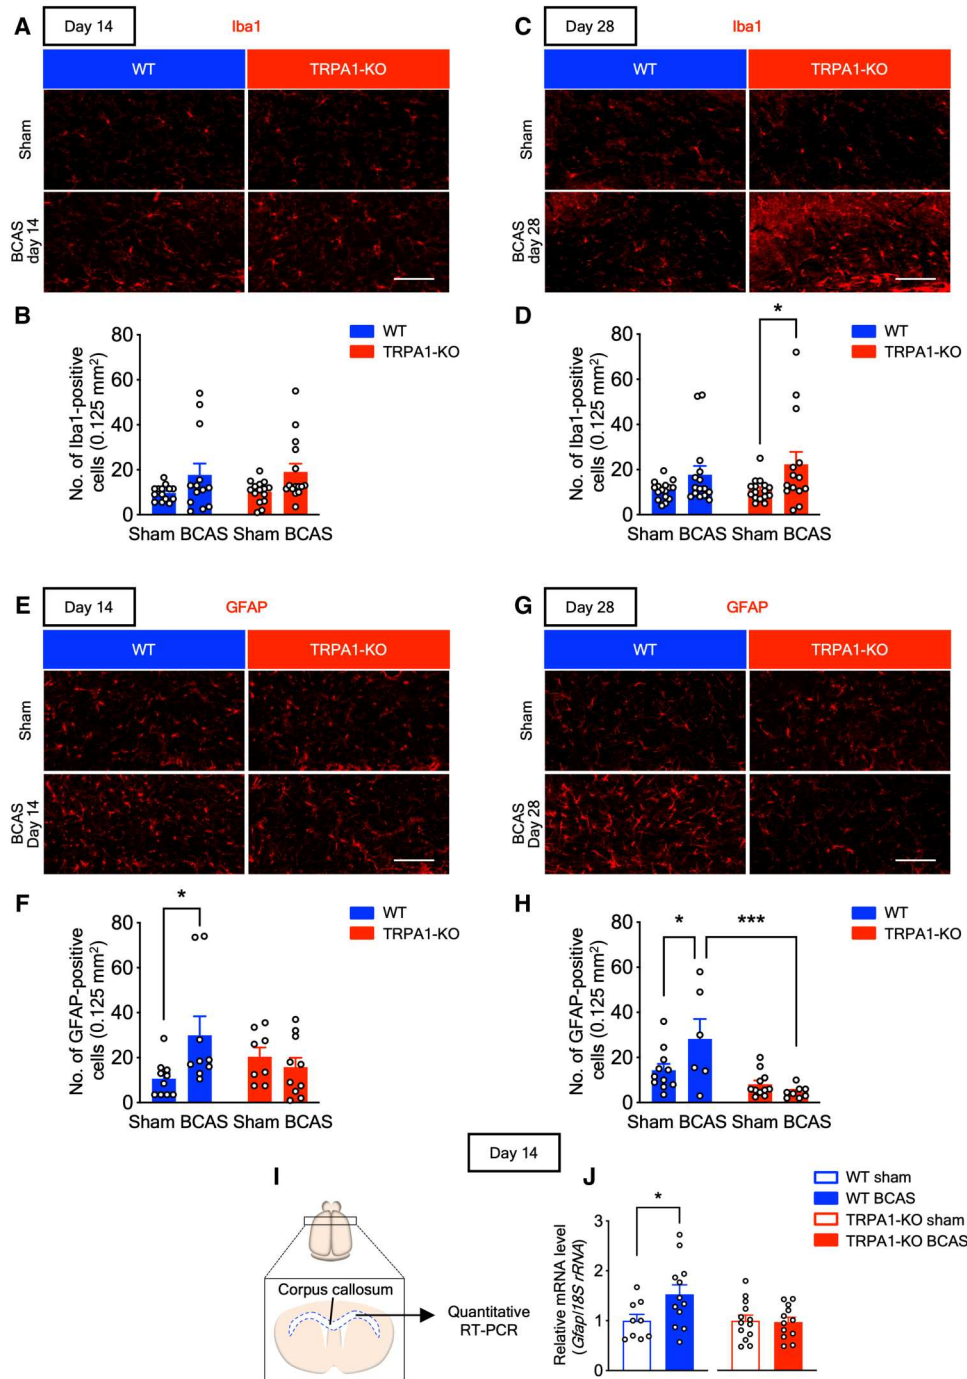 A
Day 14
Iba1
WT
TRPA1-KO
Sham
BCAS
day 14
C
Day 28
Iba1
WT
TRPA1-KO
Sham
BCAS
day 28
B
No. of Iba1-positive
cells (0.125 mm²)
80
60
40
20
0
Sham BCAS Sham BCAS
WT
TRPA1-KO
D
No. of Iba1-positive
cells (0.125 mm²)
80
60
40
20
0
*
Sham BCAS Sham BCAS
WT
TRPA1-KO
E
Day 14
GFAP
WT
TRPA1-KO
Sham
BCAS
Day 14
G
Day 28
GFAP
WT
TRPA1-KO
Sham
BCAS
Day 28
F
No. of GFAP-positive
cells (0.125 mm²)
80
60
40
20
0
*
Sham BCAS Sham BCAS
WT
TRPA1-KO
H
No. of GFAP-positive
cells (0.125 mm²)
80
60
40
20
0
*
***
Sham BCAS Sham BCAS
WT
TRPA1-KO
Day 14
I
Corpus callosum
Quantitative
RT-PCR
J
Relative mRNA level
(Gfap/18S rRNA)
3
2
1
0
*
WT sham
WT BCAS
TRPA1-KO sham
TRPA1-KO BCAS